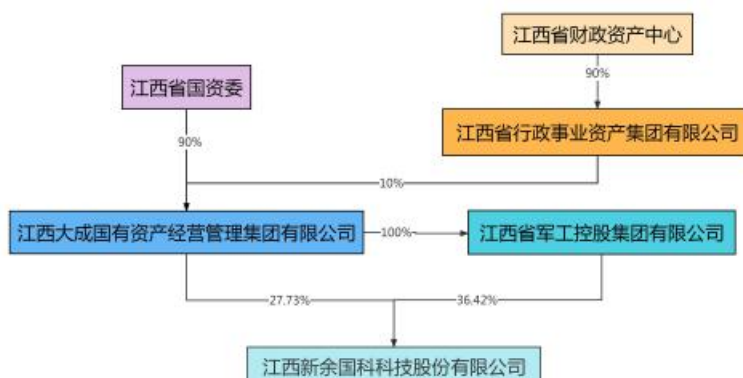 江西省财政资产中心
90%
江西省国资委
江西省行政事业资产集团有限公司
90%
10%
江西大成国有资产经营管理集团有限公司
100%
江西省军工控股集团有限公司
27.73%
36.42%
江西新余国科科技股份有限公司